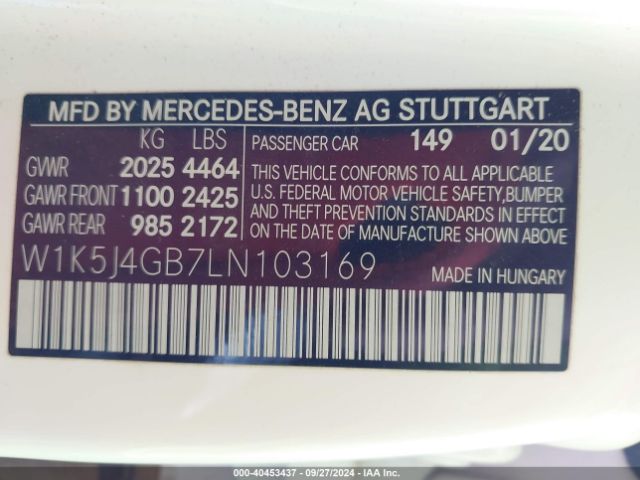 MFD BY MERCEDES-BENZ AG STUTTGART
KG LBS
GVWR 2025 4464
GAWR FRONT 1100 2425
GAWR REAR 985 2172
PASSENGER CAR 149 01/20
THIS VEHICLE CONFORMS TO ALL APPLICABLE
U.S. FEDERAL MOTOR VEHICLE SAFETY,BUMPER
AND THEFT PREVENTION STANDARDS IN EFFECT
ON THE DATE OF MANUFACTURE SHOWN ABOVE.
W1K5J4GB7LN103169
MADE IN HUNGARY
000-40453437 - 09/27/2024 - IAAI.COM